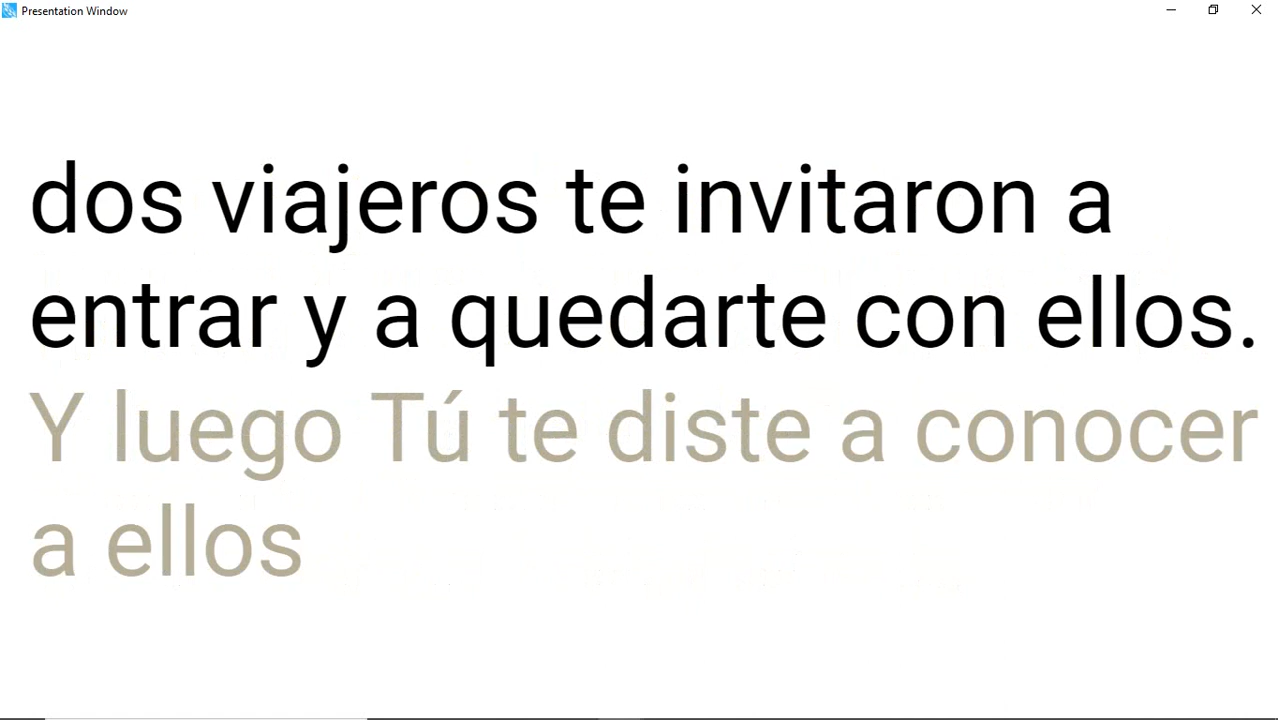 Presentation Window
dos viajeros te invitaron a
entrar y a quedarte con ellos.
Y luego Tú te diste a conocer
a ellos